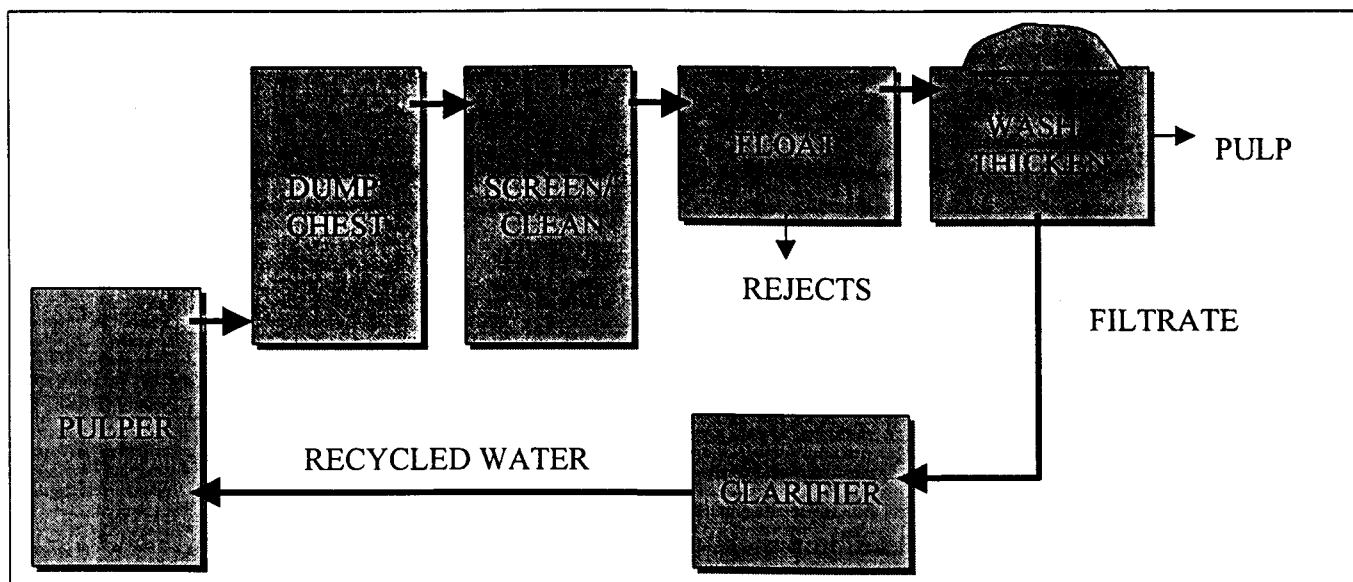 DUMP
CHEST
SCREEN/
CLEAN
FLOAT
WASH
THICKEN
PULP
REJECTS
FILTRATE
PULPER
RECYCLED WATER
CLARIFIER